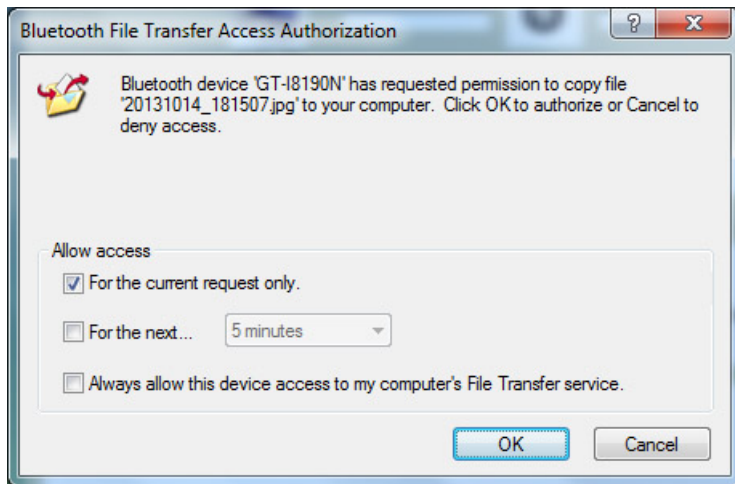 Bluetooth File Transfer Access Authorization
Bluetooth device 'GT-I8190N' has requested permission to copy file
'20131014_181507.jpg' to your computer. Click OK to authorize or Cancel to
deny access.
Allow access
For the current request only.
For the next... 5 minutes
Always allow this device access to my computer's File Transfer service.
OK Cancel